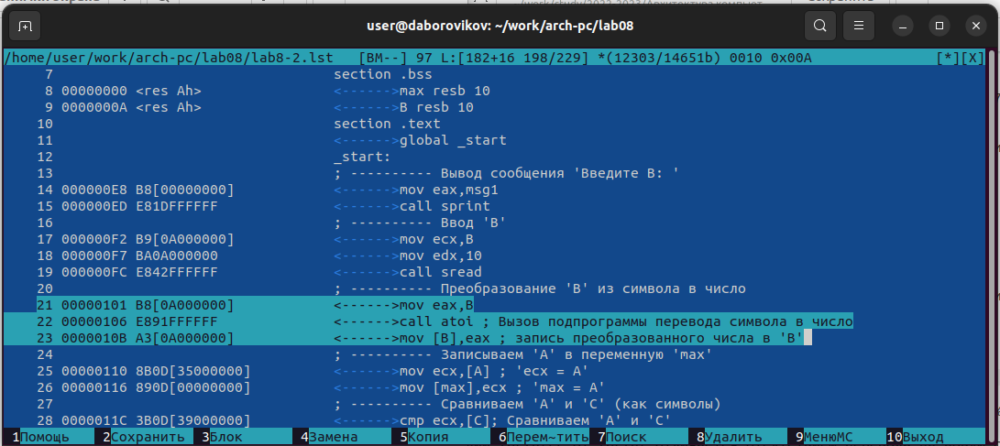 user@daborovikov: ~/work/arch-pc/lab08
/home/user/work/arch-pc/lab08/lab8-2.lst [BM--] 97 L:[182+16 198/229] *(12303/14651b) 0010 0x00A [*][X]
7 section .bss
8 00000000 <res Ah> <------>max resb 10
9 0000000A <res Ah> <------>B resb 10
10 section .text
11 <------>global _start
12 _start:
13 ; ---------- Вывод сообщения 'Введите B: '
14 000000E8 B8[00000000] <------>mov eax,msg1
15 000000ED E81DFFFFFF <------>call sprint
16 ; ---------- Ввод 'B'
17 000000F2 B9[0A000000] <------>mov ecx,B
18 000000F7 BA0A000000 <------>mov edx,10
19 000000FC E842FFFFFF <------>call sread
20 ; ---------- Преобразование 'B' из символа в число
21 00000101 B8[0A000000] <------>mov eax,B
22 00000106 E891FFFFFF <------>call atoi ; Вызов подпрограммы перевода символа в число
23 0000010B A3[0A000000] <------>mov [B],eax ; запись преобразованного числа в 'B'
24 ; ---------- Записываем 'A' в переменную 'max'
25 00000110 8B0D[35000000] <------>mov ecx,[A] ; 'ecx = A'
26 00000116 890D[00000000] <------>mov [max],ecx ; 'max = A'
27 ; ---------- Сравниваем 'A' и 'C' (как символы)
28 0000011C 3B0D[39000000] <------>cmp ecx,[C]; Сравниваем 'A' и 'C'
1Помощь 2Сохранить 3Блок 4Замена 5Копия 6Перем~тить 7Поиск 8Удалить 9МенюMC 10Выход